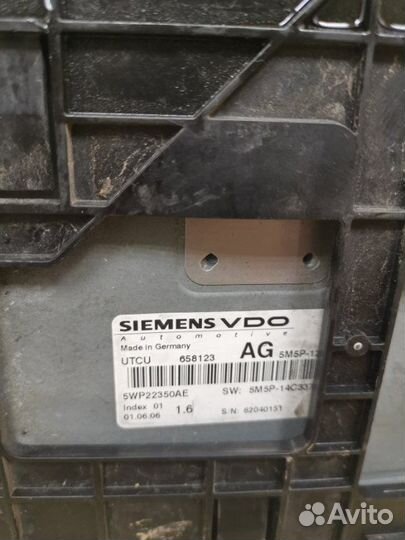 SIEMENS VDO
Automotive
Made in Germany
UTCU 658123 AG
5WP22350AE SW:
Index 01 1.6 S.N: 62040131
01.06.06
Avito